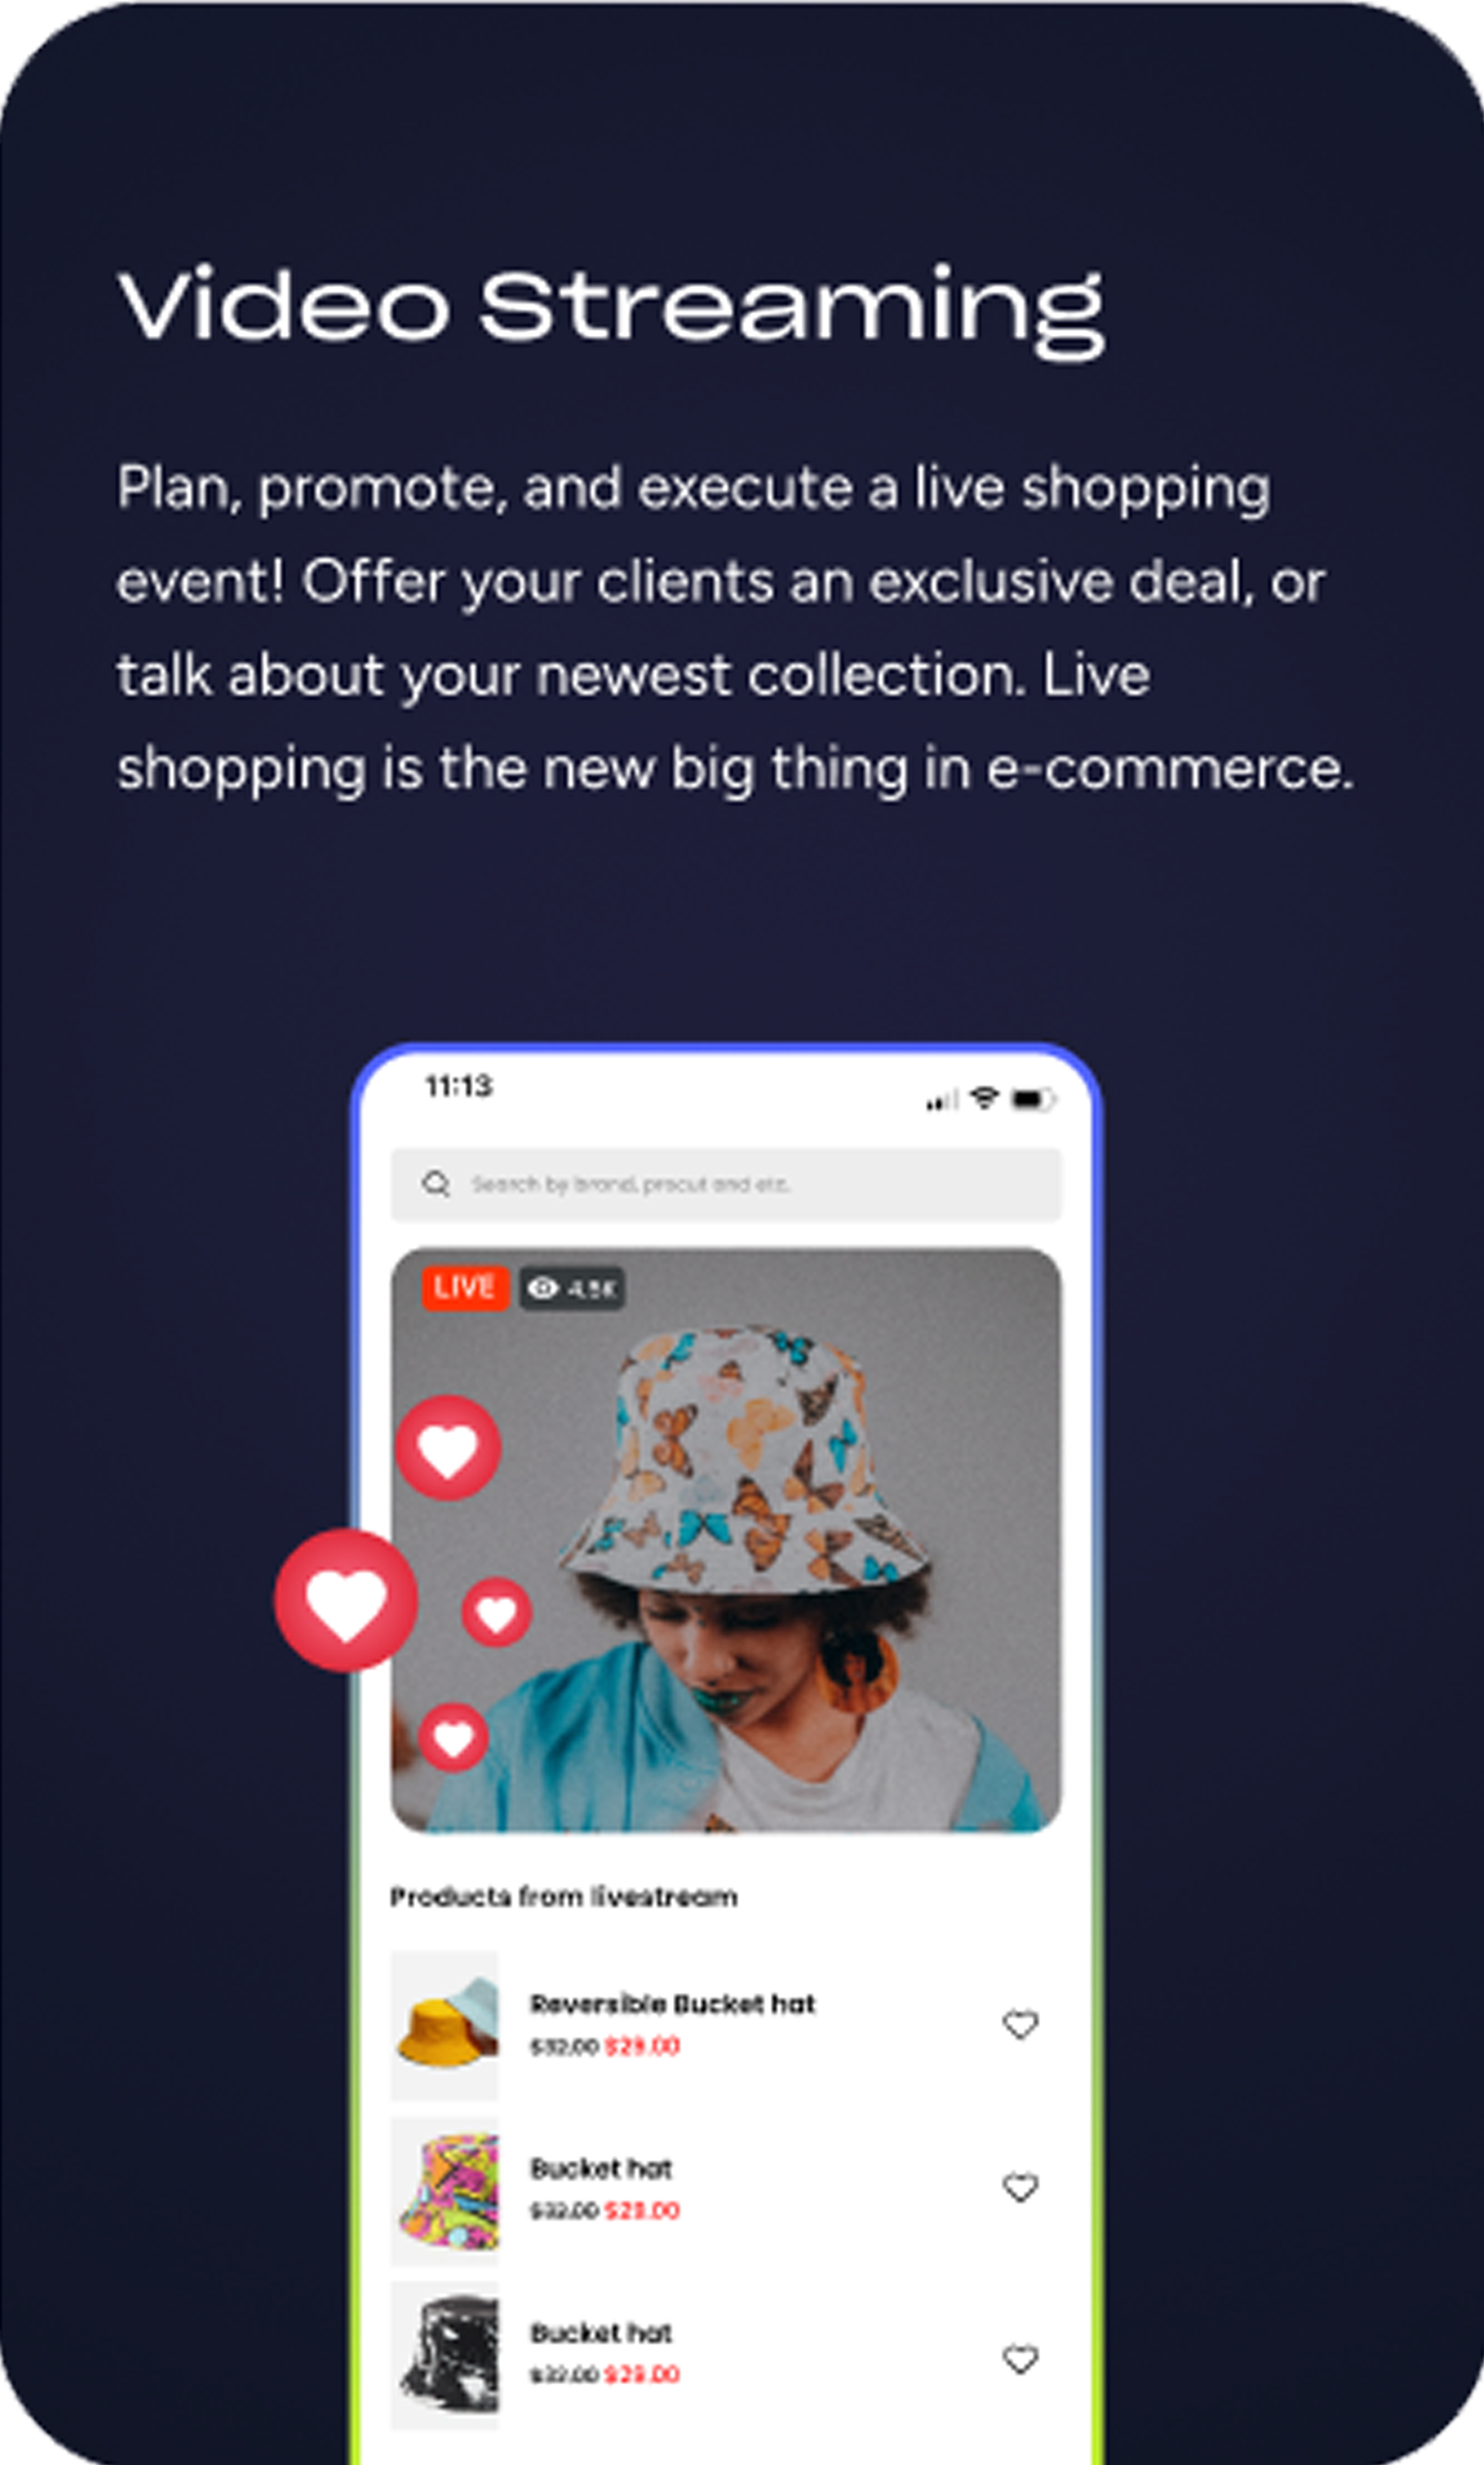 Video Streaming
Plan, promote, and execute a live shopping
event! Offer your clients an exclusive deal, or
talk about your newest collection. Live
shopping is the new big thing in e-commerce.
11:13
Search by brand, procut and etc.
LIVE 4.5K
Products from livestream
Reversible Bucket hat
$32.00 $29.00
Bucket hat
$32.00 $29.00
Bucket hat
$32.00 $29.00